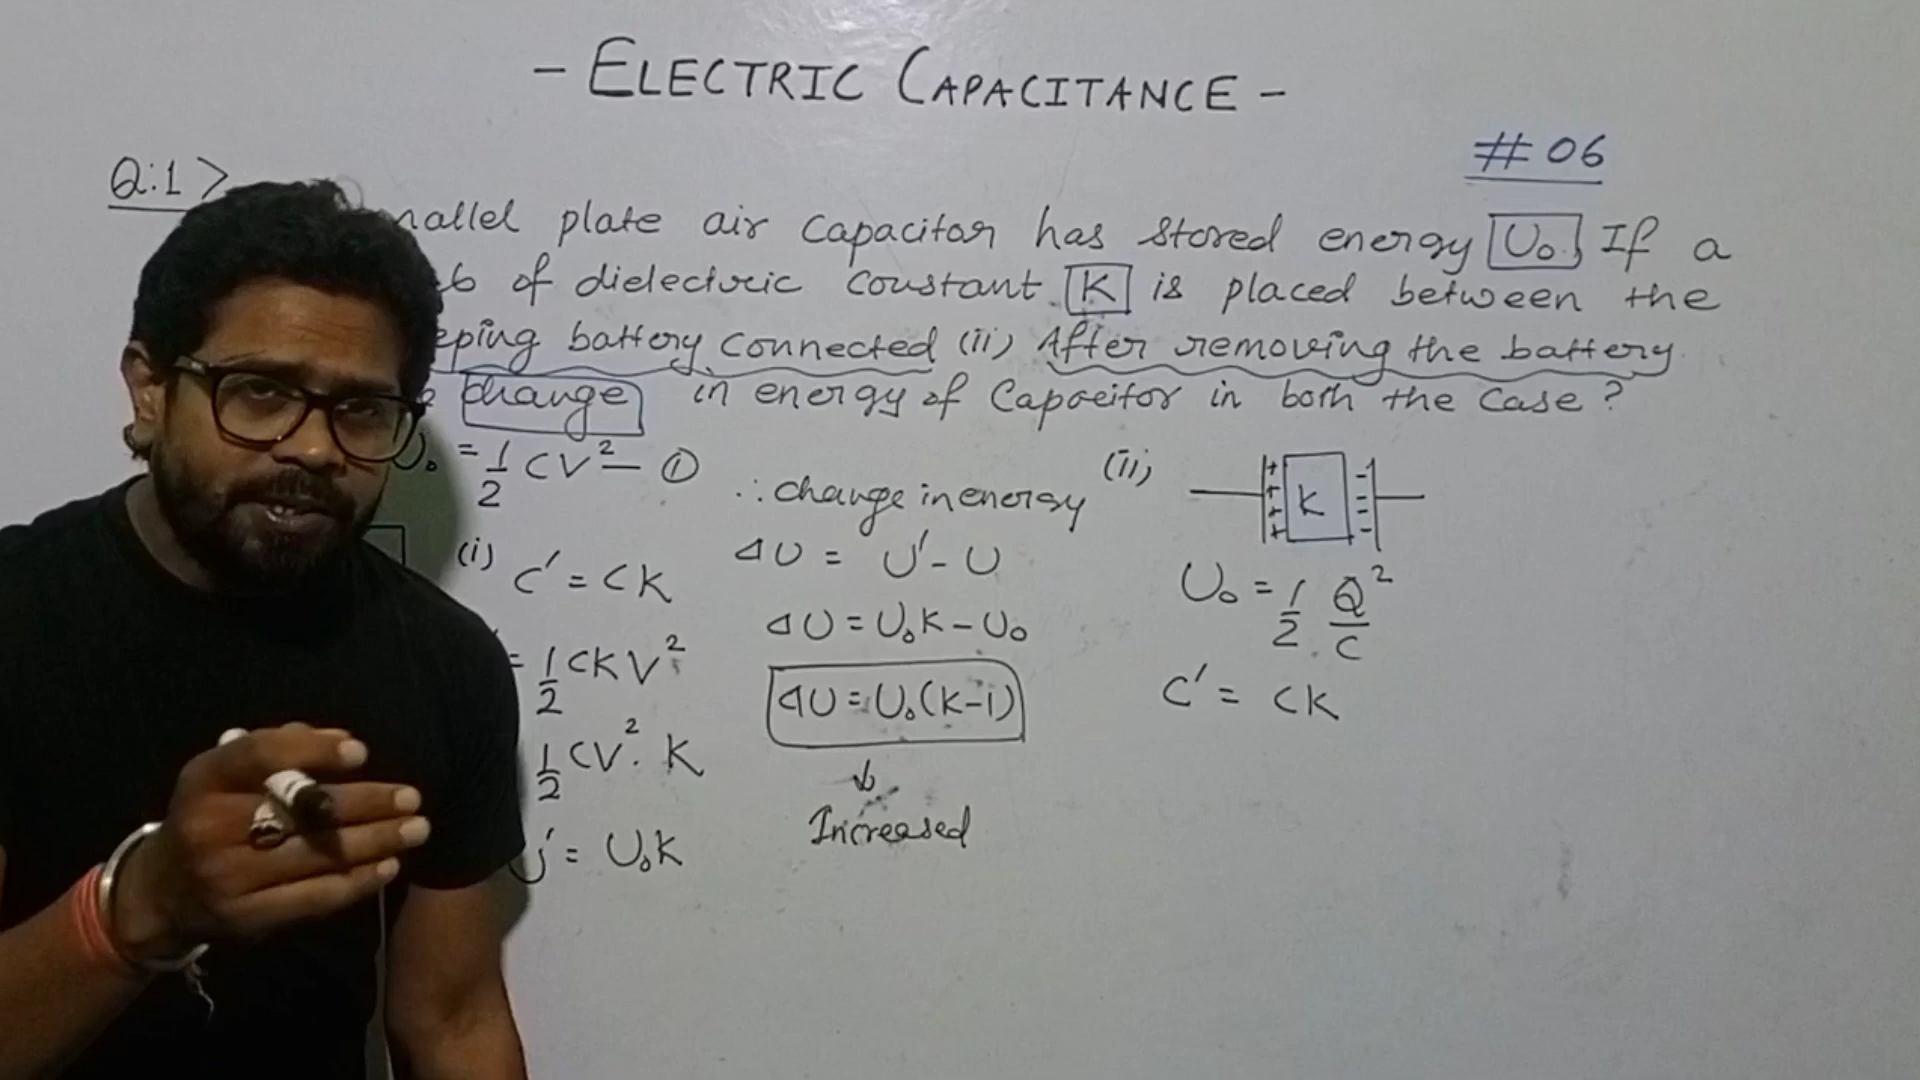 - ELECTRIC CAPACITANCE -
# 06
Q:1>
rallel plate air capacitor has stored energy U₀. If a
b of dielectric constant K is placed between the
eping battery connected (ii) After removing the battery
change in energy of Capacitor in both the Case ?
U₀ = 1/2 CV² — ①
(i) C' = CK
= 1/2 CKV²
1/2 CV². K
U' = U₀K
∴ change in energy
ΔU = U' - U
ΔU = U₀K - U₀
ΔU = U₀(K-1)
↓
Increased
(ii)
+ + + + K - - - -
U₀ = 1/2 Q²/C
C' = CK